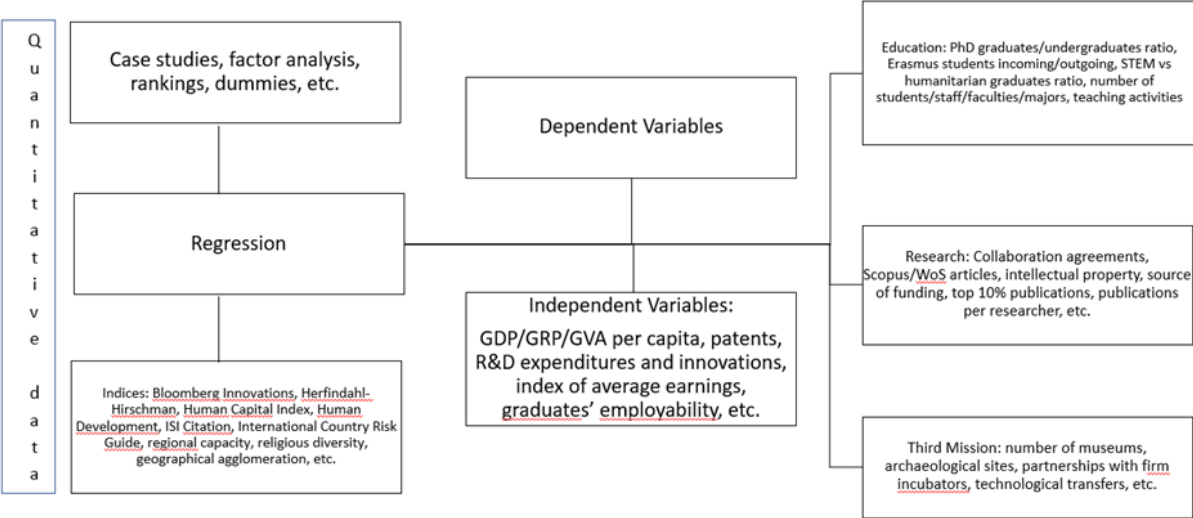 Quantitative data
Case studies, factor analysis,
rankings, dummies, etc.
Regression
Indices: Bloomberg Innovations, Herfindahl-
Hirschman, Human Capital Index, Human
Development, ISI Citation, International Country Risk
Guide, regional capacity, religious diversity,
geographical agglomeration, etc.
Dependent Variables
Independent Variables:
GDP/GRP/GVA per capita, patents,
R&D expenditures and innovations,
index of average earnings,
graduates’ employability, etc.
Education: PhD graduates/undergraduates ratio,
Erasmus students incoming/outgoing, STEM vs
humanitarian graduates ratio, number of
students/staff/faculties/majors, teaching activities
Research: Collaboration agreements,
Scopus/WoS articles, intellectual property, source
of funding, top 10% publications, publications
per researcher, etc.
Third Mission: number of museums,
archaeological sites, partnerships with firm
incubators, technological transfers, etc.